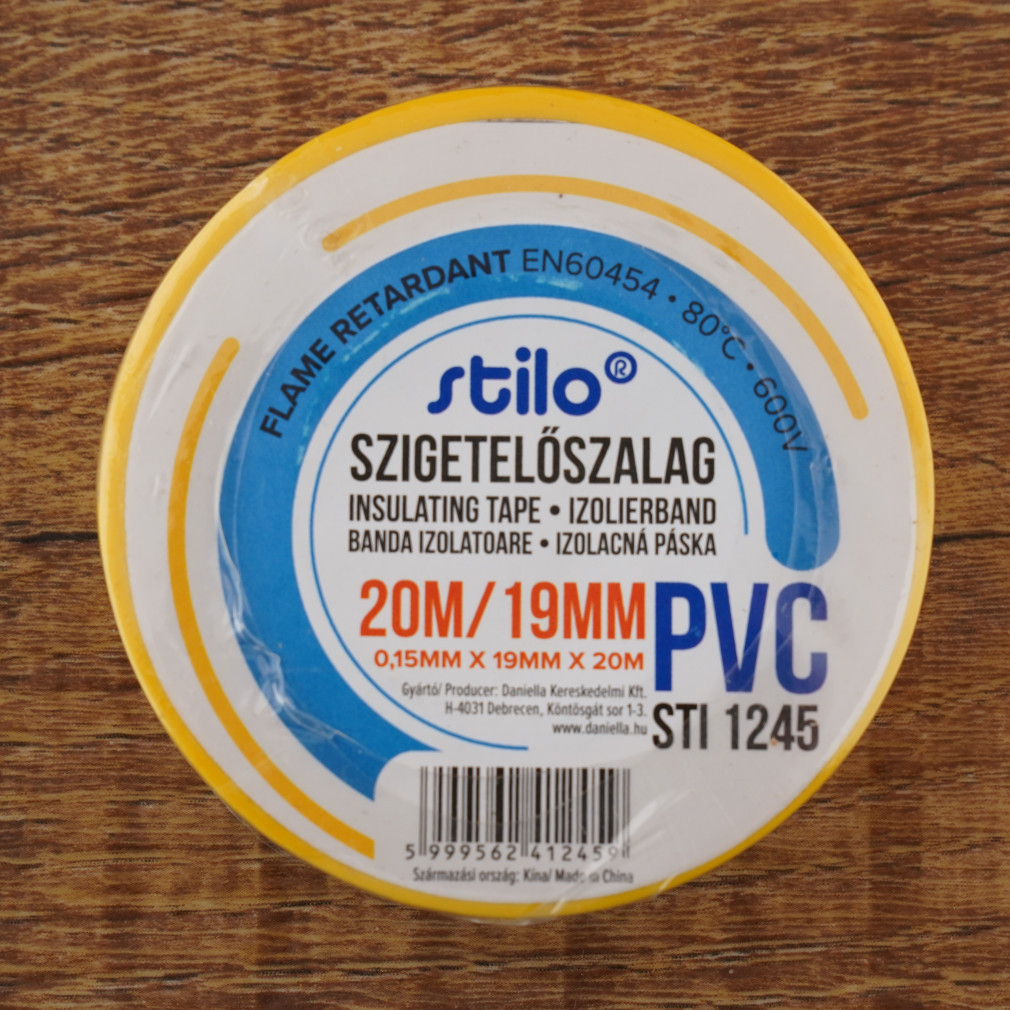 FLAME RETARDANT EN60454 • 80°C • 600V
stilo®
SZIGETELŐSZALAG
INSULATING TAPE • IZOLIERBAND
BANDA IZOLATOARE • IZOLACNÁ PÁSKA
20M/19MM
0,15MM X 19MM X 20M
PVC
Gyártó/ Producer: Daniella Kereskedelmi Kft.
H-4031 Debrecen, Köntösgát sor 1-3.
www.daniella.hu
STI 1245
5 999562 412459
Származási ország: Kína/ Made in China